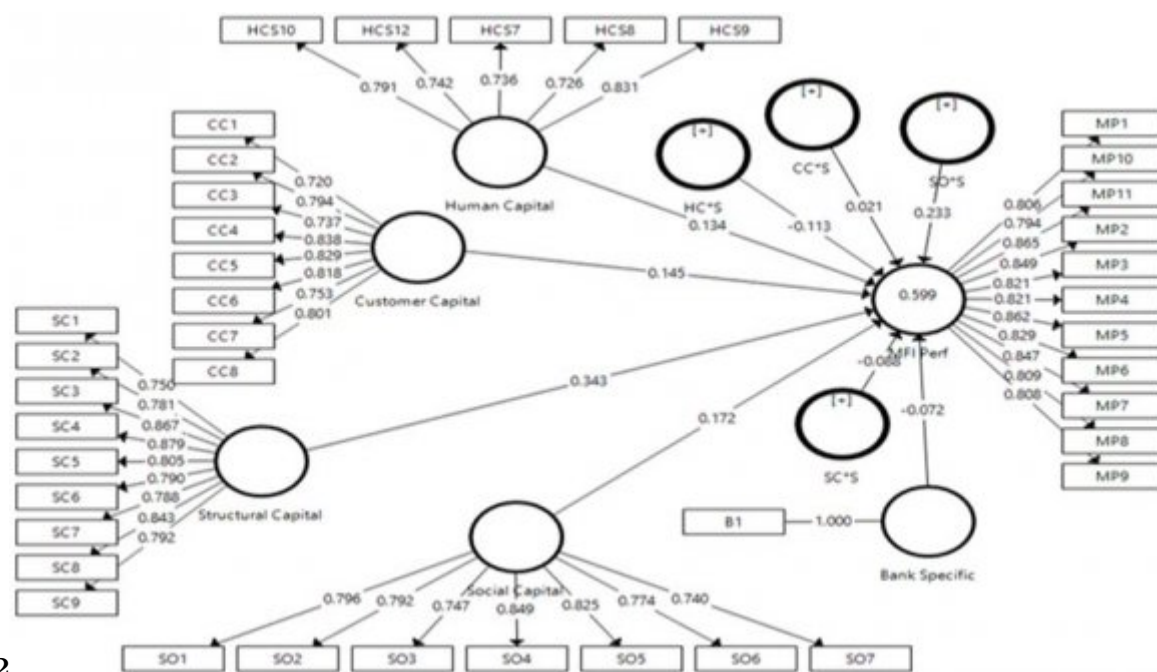 HCS10 HCS12 HCS7 HCS8 HCS9
0.791 0.742 0.736 0.726 0.831
Human Capital
CC1
CC2
CC3
CC4
CC5
CC6
CC7
CC8
0.720
0.794
0.737
0.838
0.829
0.818
0.753
0.801
Customer Capital
SC1
SC2
SC3
SC4
SC5
SC6
SC7
SC8
SC9
0.750
0.781
0.867
0.879
0.805
0.790
0.788
0.843
0.792
Structural Capital
Social Capital
0.796 0.792 0.747 0.849 0.825 0.774 0.740
SO1 SO2 SO3 SO4 SO5 SO6 SO7
[+]
HC*S
[+]
CC*S
[+]
SO*S
0.134
-0.113
0.021
0.233
0.145
0.343
0.172
0.599
MFI Perf
-0.088
[+]
SC*S
-0.072
B1
1.000
Bank Specific
0.806
0.794
0.865
0.849
0.821
0.821
0.862
0.829
0.847
0.809
0.808
MP1
MP10
MP11
MP2
MP3
MP4
MP5
MP6
MP7
MP8
MP9